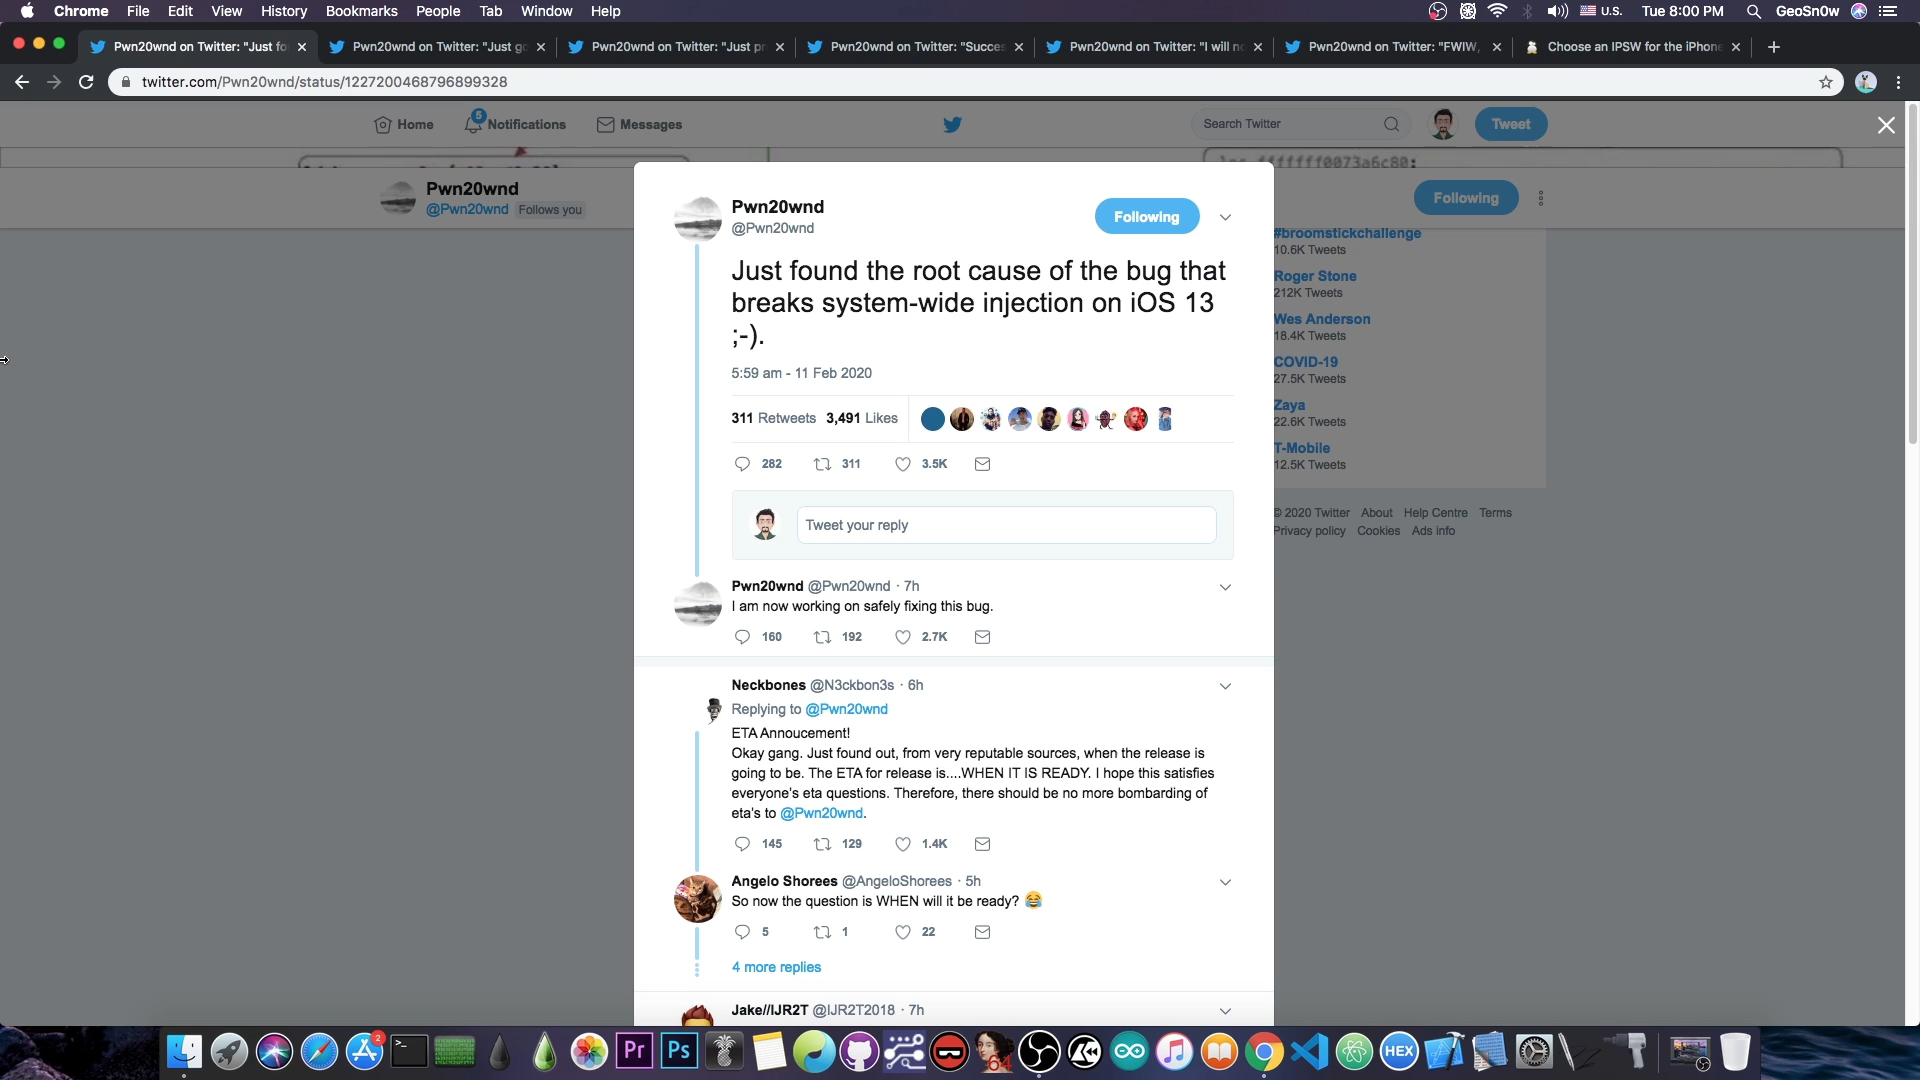 Chrome File Edit View History Bookmarks People Tab Window Help
U.S. Tue 8:00 PM GeoSn0w
Pwn20wnd on Twitter: "Just fo
Pwn20wnd on Twitter: "Just go
Pwn20wnd on Twitter: "Just pr
Pwn20wnd on Twitter: "Succes
Pwn20wnd on Twitter: "I will no
Pwn20wnd on Twitter: "FWIW,
Choose an IPSW for the iPhone
twitter.com/Pwn20wnd/status/1227200468796899328
Home 5 Notifications Messages
Search Twitter
Tweet
Pwn20wnd
@Pwn20wnd Follows you
Following
Pwn20wnd
@Pwn20wnd
Following
Just found the root cause of the bug that
breaks system-wide injection on iOS 13
;-).
5:59 am - 11 Feb 2020
311 Retweets 3,491 Likes
282 311 3.5K
Tweet your reply
Pwn20wnd @Pwn20wnd · 7h
I am now working on safely fixing this bug.
160 192 2.7K
Neckbones @N3ckbon3s · 6h
Replying to @Pwn20wnd
ETA Annoucement!
Okay gang. Just found out, from very reputable sources, when the release is
going to be. The ETA for release is....WHEN IT IS READY. I hope this satisfies
everyone's eta questions. Therefore, there should be no more bombarding of
eta's to @Pwn20wnd.
145 129 1.4K
Angelo Shorees @AngeloShorees · 5h
So now the question is WHEN will it be ready? 😂
5 1 22
4 more replies
Jake//IJR2T @IJR2T2018 · 7h
#broomstickchallenge
10.6K Tweets
Roger Stone
212K Tweets
Wes Anderson
18.4K Tweets
COVID-19
27.5K Tweets
Zaya
22.6K Tweets
T-Mobile
12.5K Tweets
© 2020 Twitter About Help Centre Terms
Privacy policy Cookies Ads info
2
Pr
Ps
64
HEX